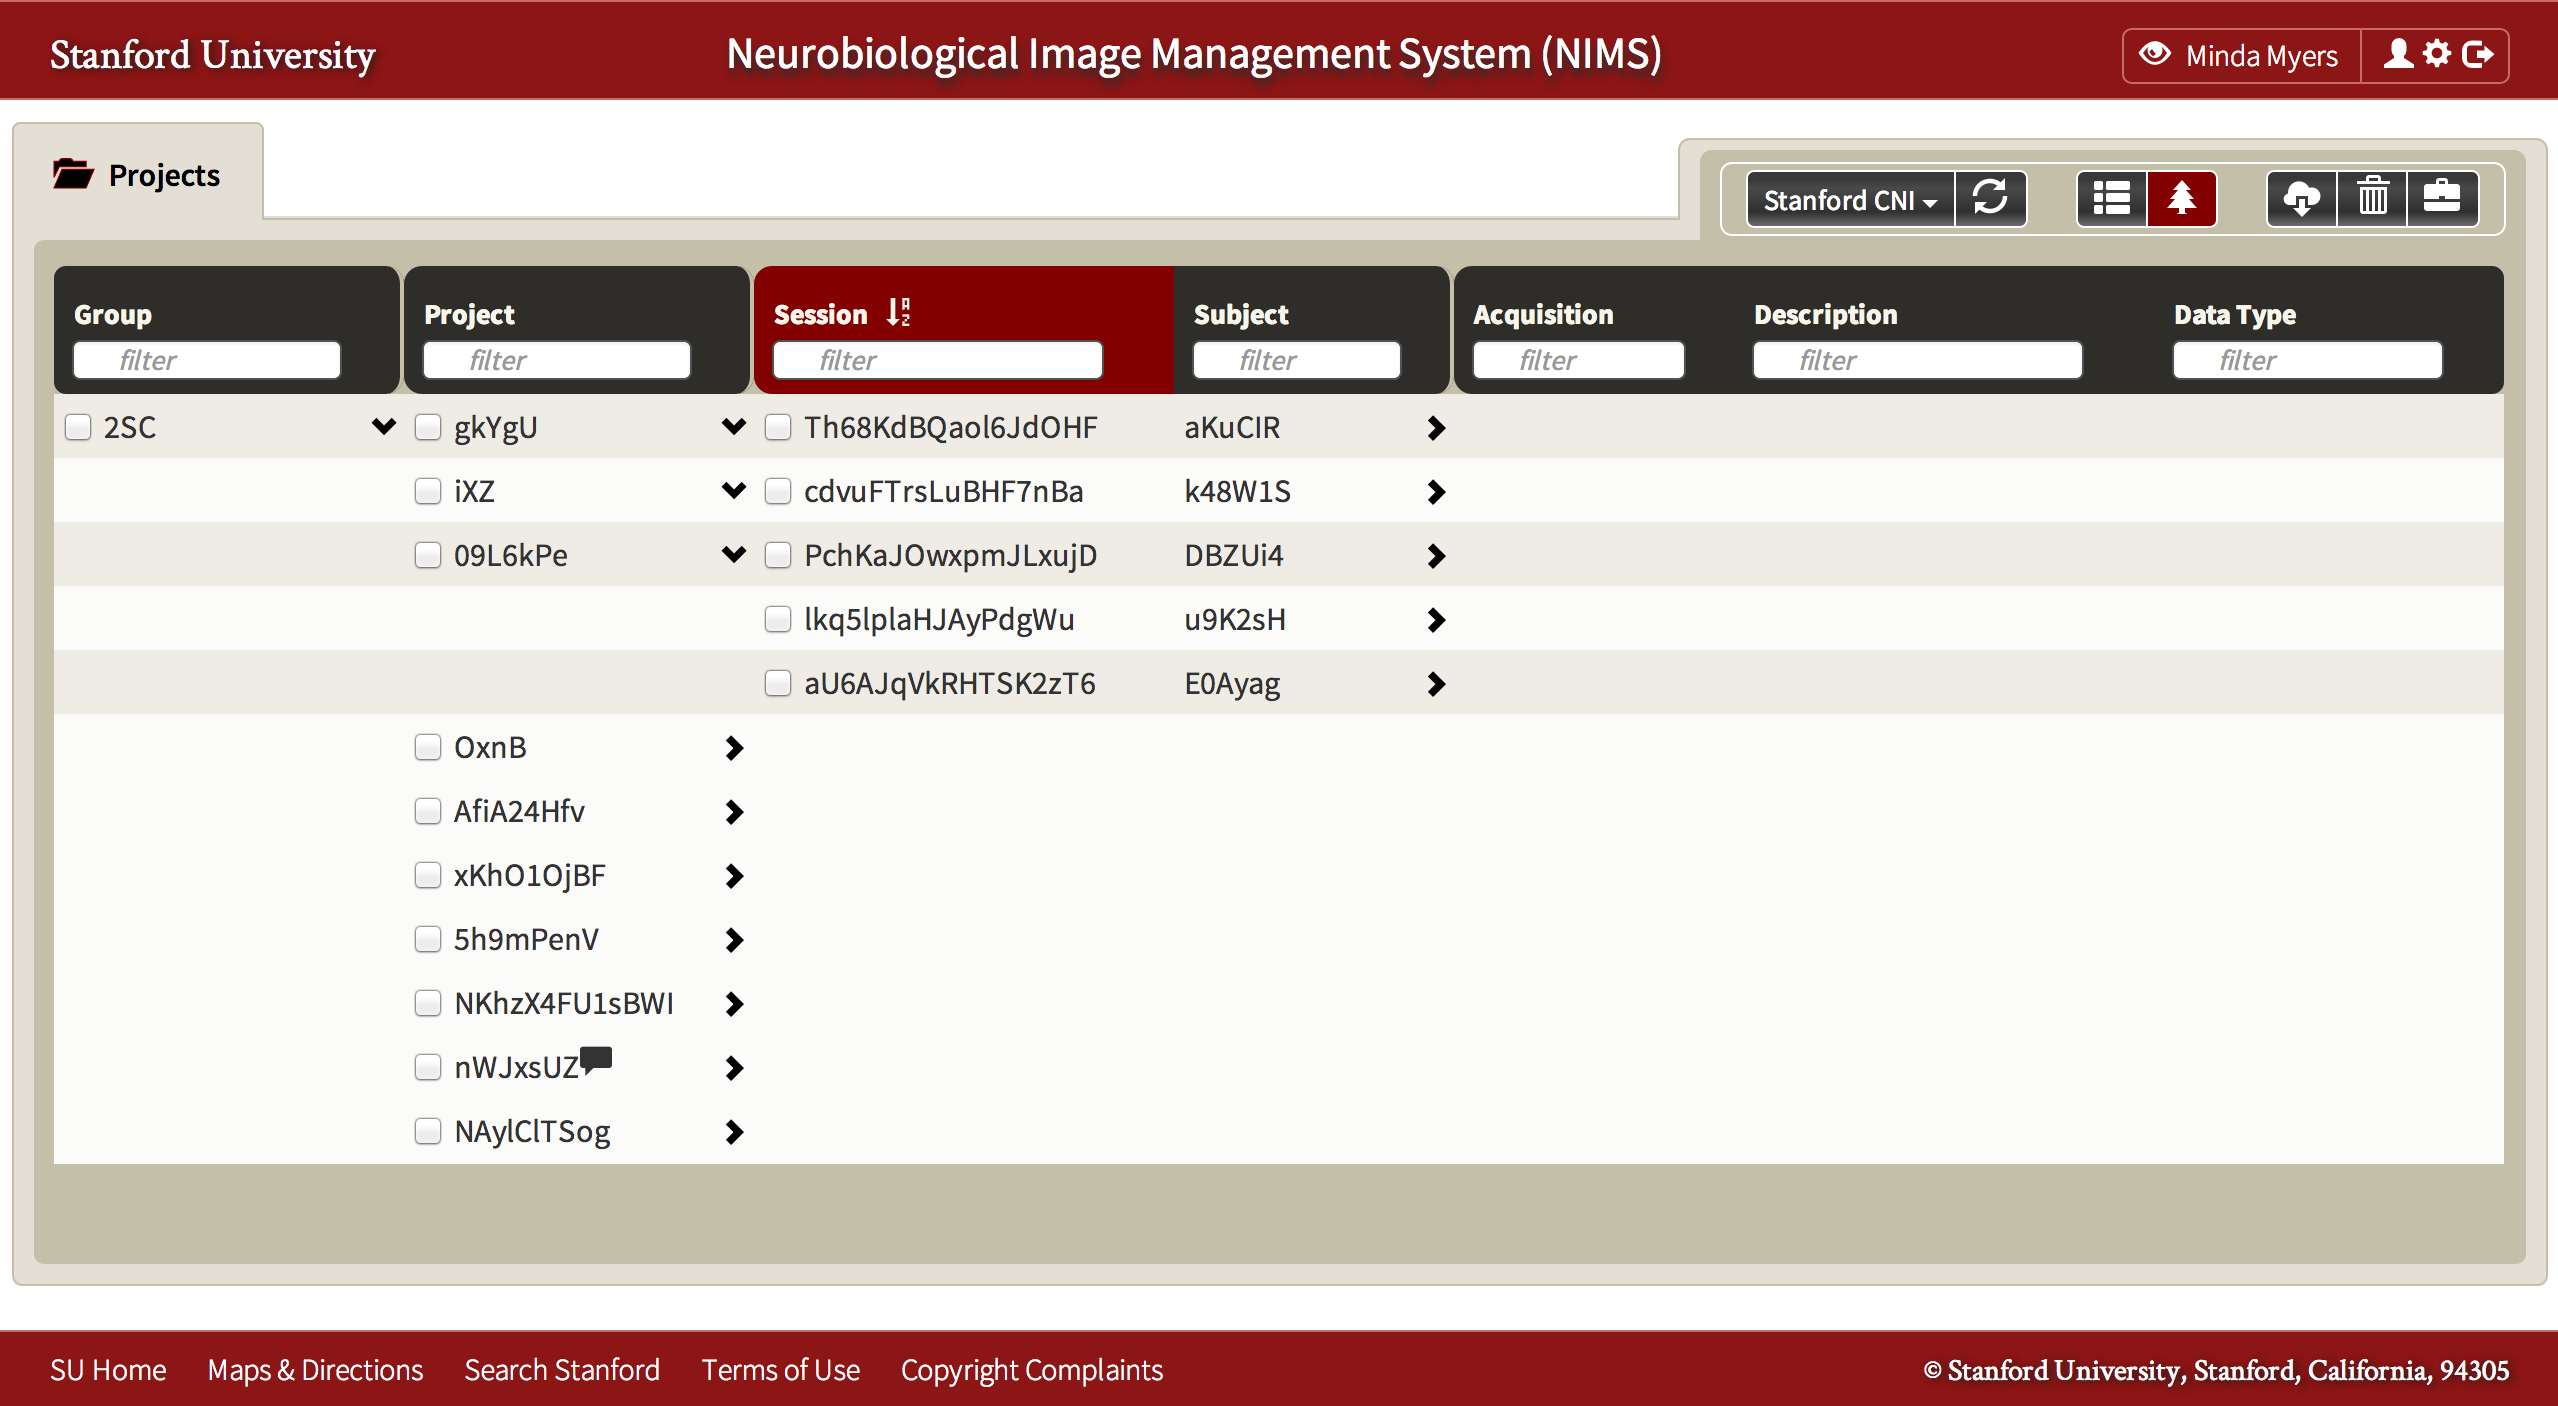 Stanford University
Neurobiological Image Management System (NIMS)
Minda Myers
Projects
Stanford CNI
Group
Project
Session
Subject
Acquisition
Description
Data Type
filter
filter
filter
filter
filter
filter
filter
2SC gkYgU Th68KdBQaol6JdOHF aKuCIR
iXZ cdvuFTrsLuBHF7nBa k48W1S
09L6kPe PchKaJOwxpmJLxujD DBZUi4
lkq5lplaHJAyPdgWu u9K2sH
aU6AJqVkRHTSK2zT6 E0Ayag
OxnB
AfiA24Hfv
xKhO1OjBF
5h9mPenV
NKhzX4FU1sBWI
nWJxsUZ
NAylClTSog
SU Home Maps & Directions Search Stanford Terms of Use Copyright Complaints
© Stanford University, Stanford, California, 94305